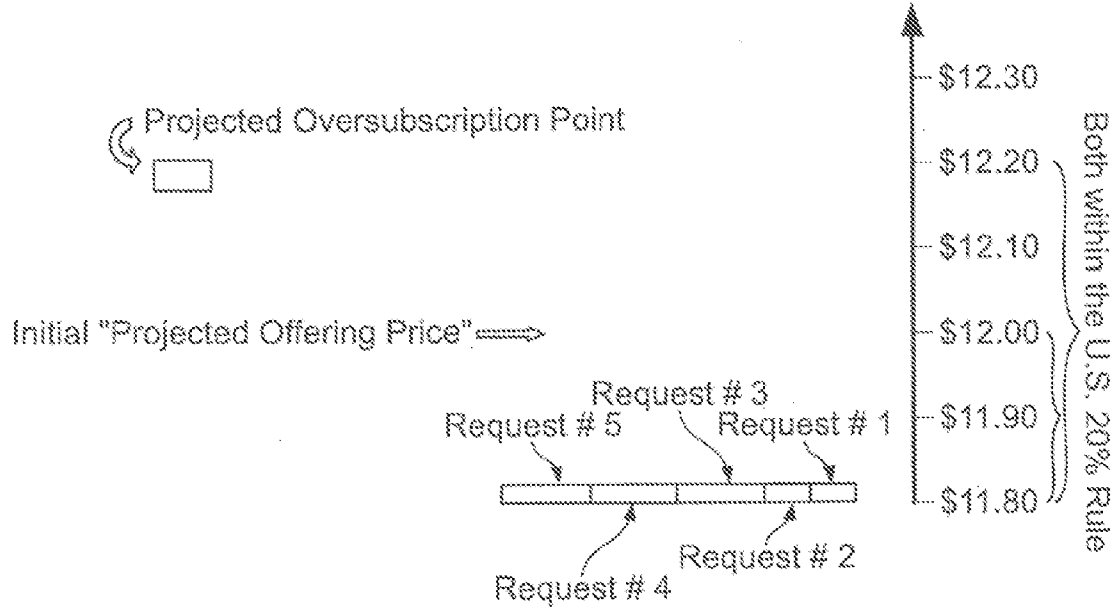 $12.30
Projected Oversubscription Point
$12.20
$12.10
Initial "Projected Offering Price"
$12.00
Request # 3
Request # 5
Request # 1
$11.90
$11.80
Request # 2
Request # 4
Both within the U.S. 20% Rule